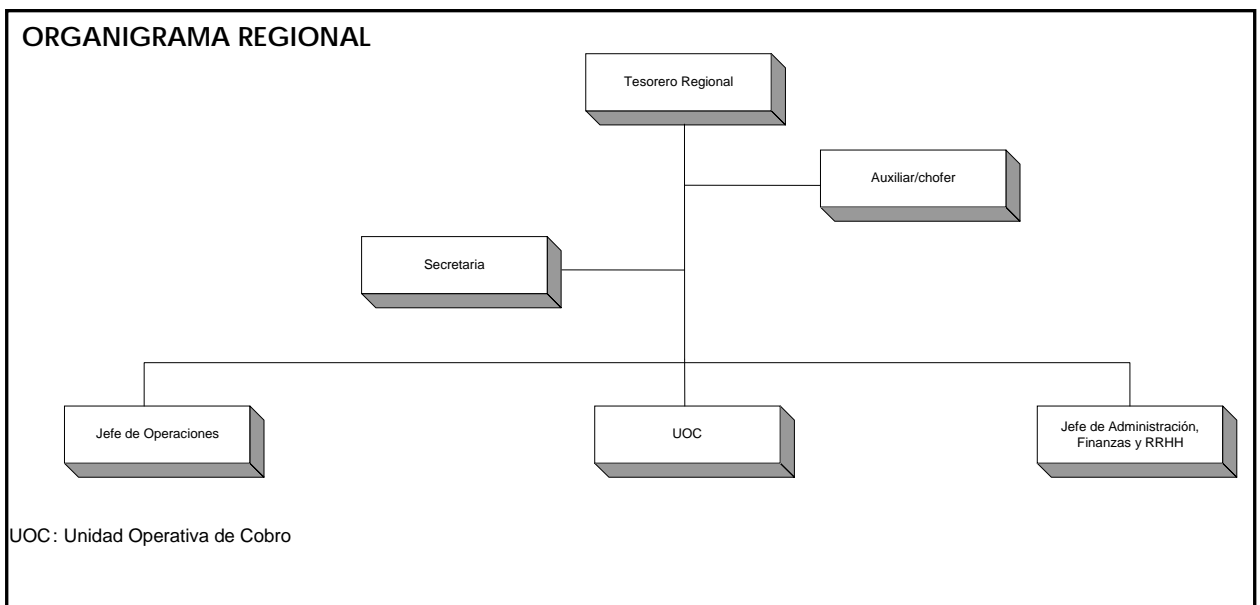 ORGANIGRAMA REGIONAL
Tesorero Regional
Auxiliar/chofer
Secretaria
Jefe de Operaciones
UOC
Jefe de Administración,
Finanzas y RRHH
UOC: Unidad Operativa de Cobro